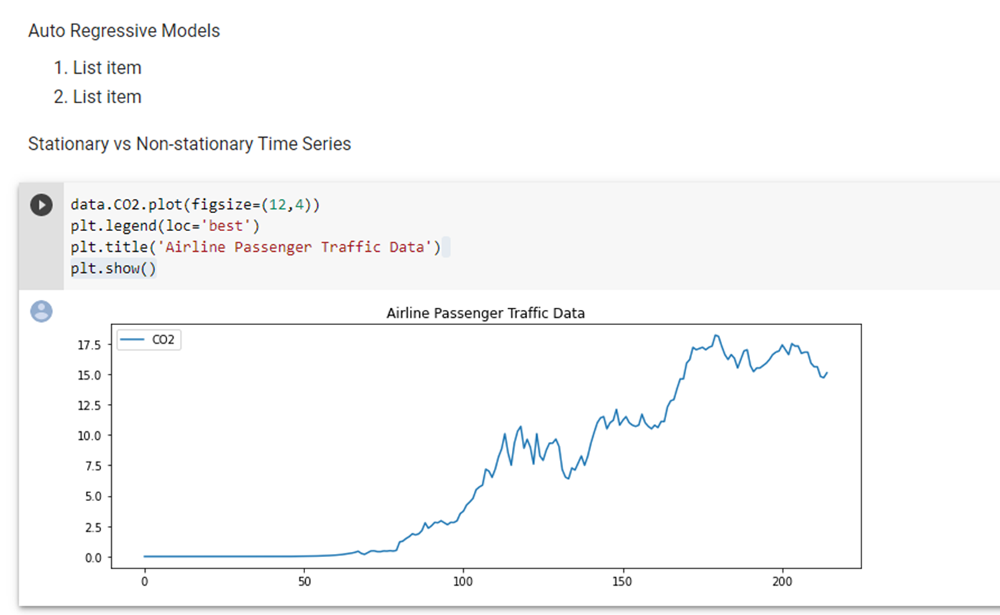 Auto Regressive Models
1. List item
2. List item
Stationary vs Non-stationary Time Series
data.CO2.plot(figsize=(12,4))
plt.legend(loc='best')
plt.title('Airline Passenger Traffic Data')
plt.show()
Airline Passenger Traffic Data
CO2
17.5
15.0
12.5
10.0
7.5
5.0
2.5
0.0
0 50 100 150 200